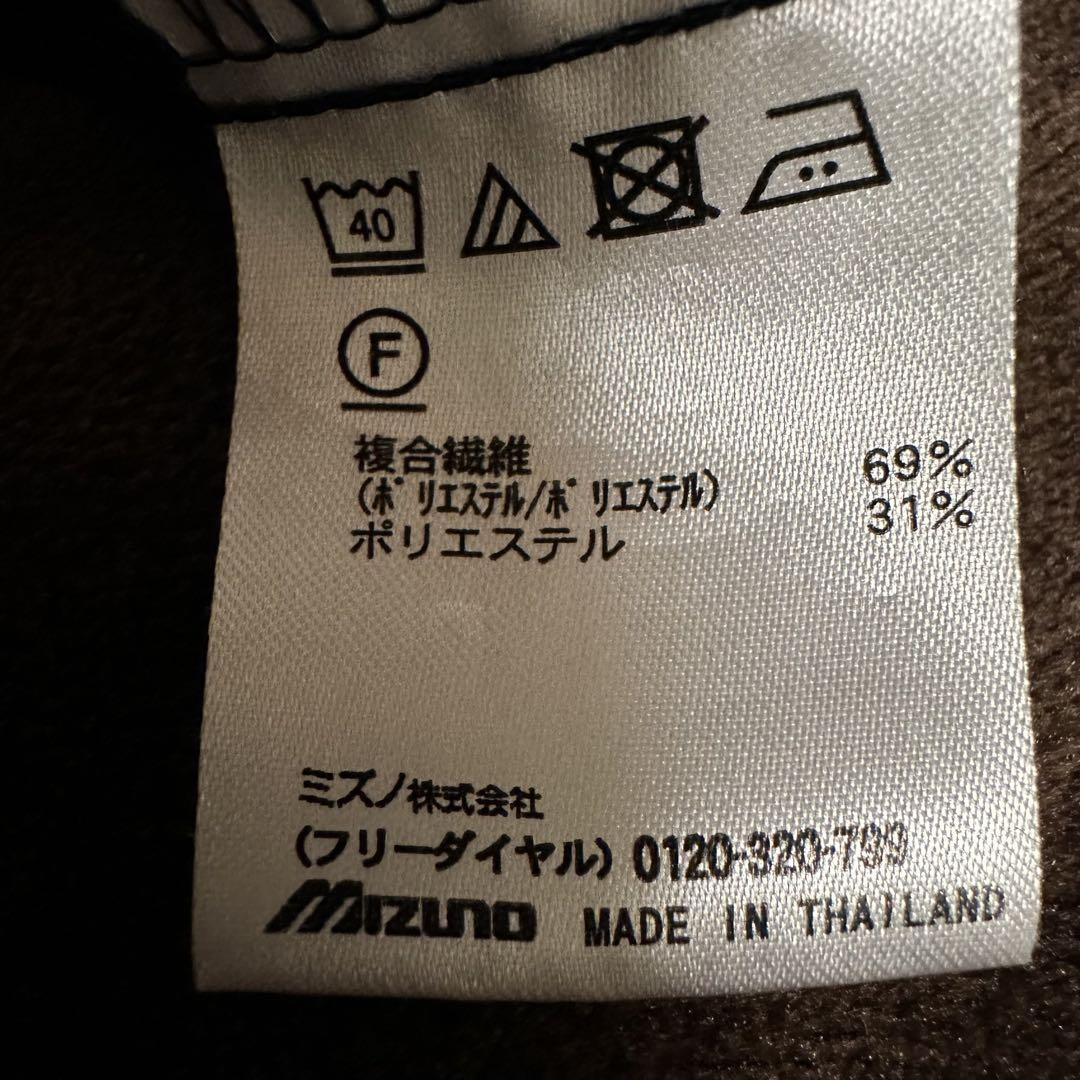 40
F
複合繊維 69%
(ポリエステル/ポリエステル) 31%
ポリエステル
ミズノ株式会社
(フリーダイヤル) 0120-320-799
MIZUNO MADE IN THAILAND